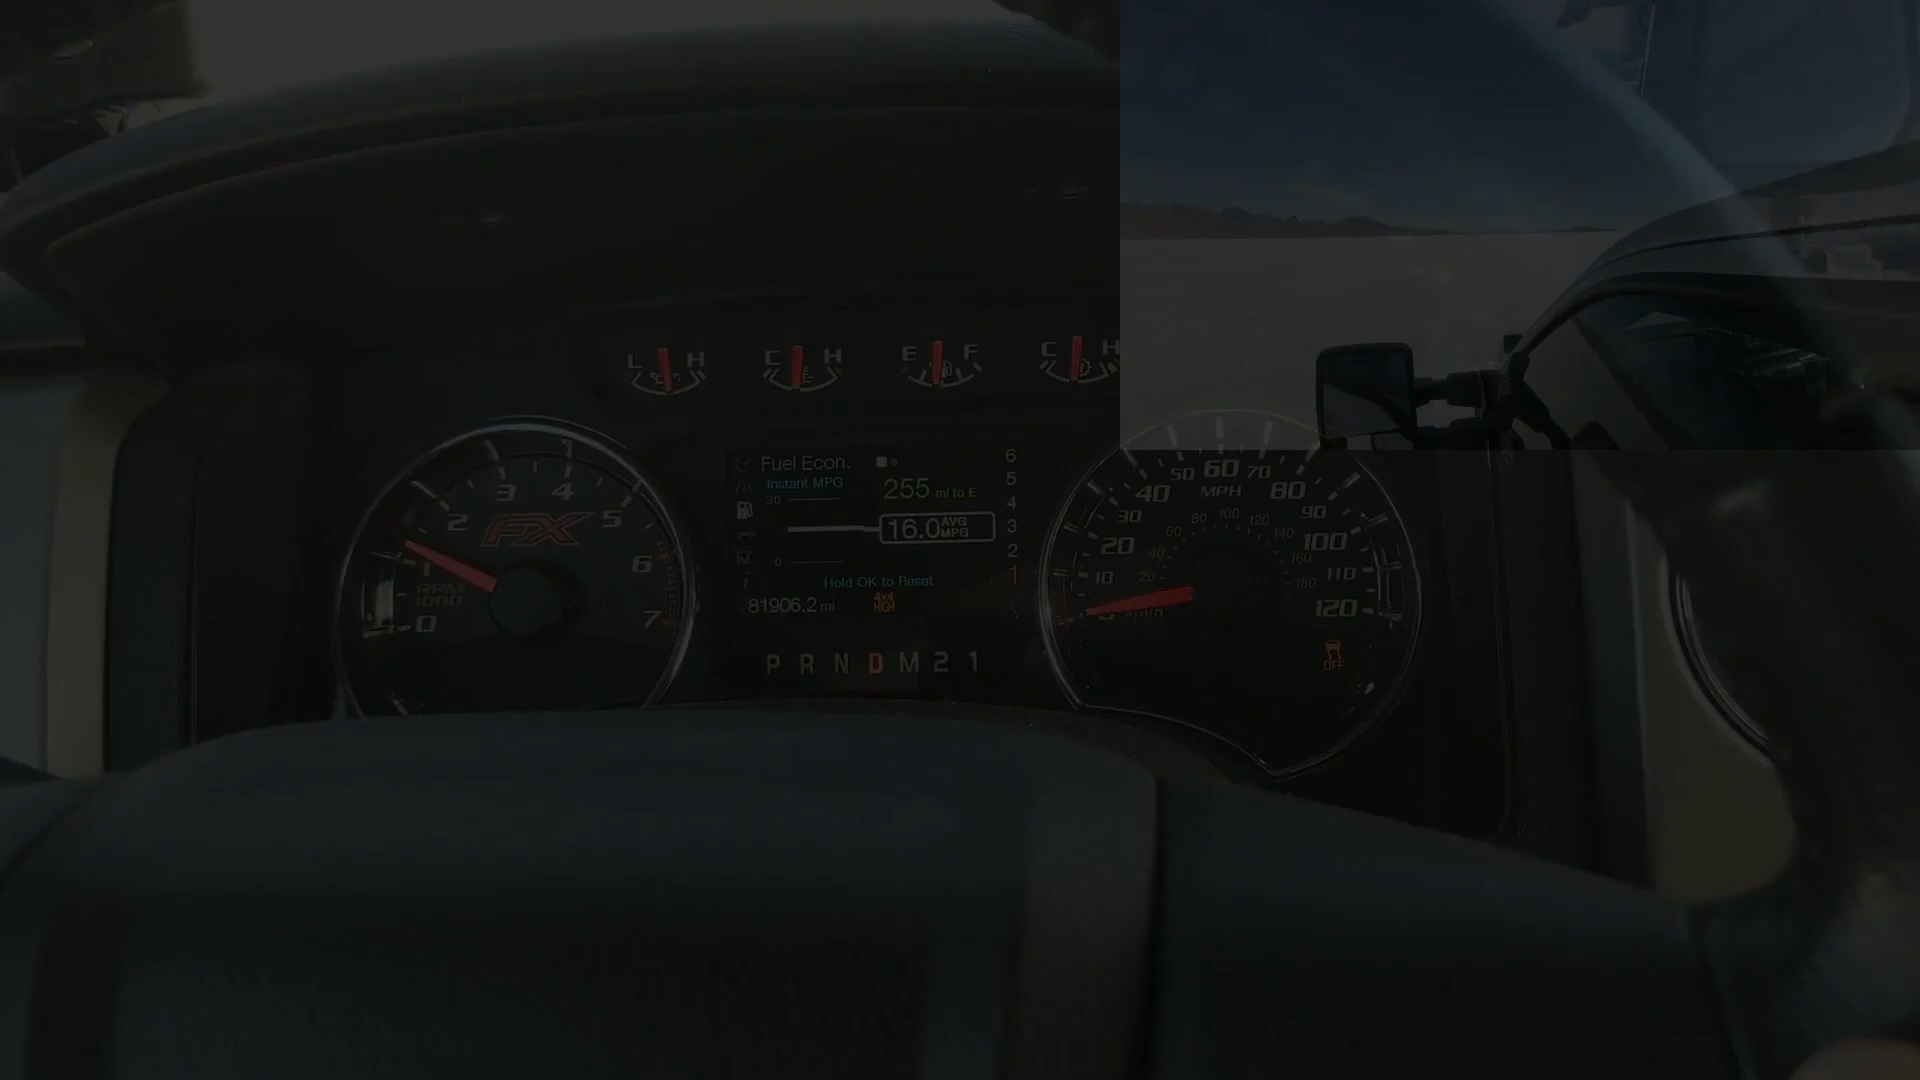 L H C H E F C H
Fuel Econ.
Instant MPG
30
255 mi to E
16.0 AVG MPG
0
Hold OK to Reset
81906.2 mi
4x4 HIGH
P R N D M 2 1
6
5
4
3
2
1
0 1 2 3 4 5 6 7
FX
RPM
1000
10 20 30 40 50 60 70 80 90 100 110 120
MPH
20 40 60 80 100 120 140 160 180
OFF